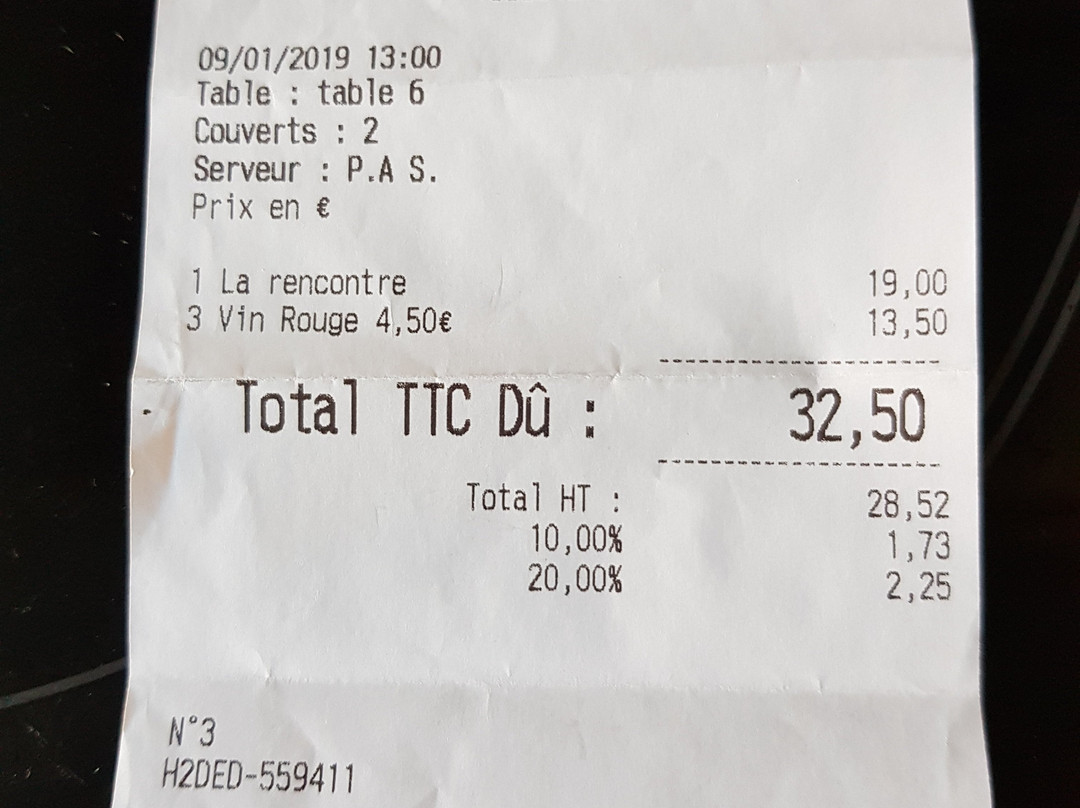 09/01/2019 13:00
Table : table 6
Couverts : 2
Serveur : P.A S.
Prix en €
1 La rencontre 19,00
3 Vin Rouge 4,50€ 13,50
Total TTC Dû : 32,50
Total HT : 28,52
10,00% 1,73
20,00% 2,25
N°3
H2DED-559411